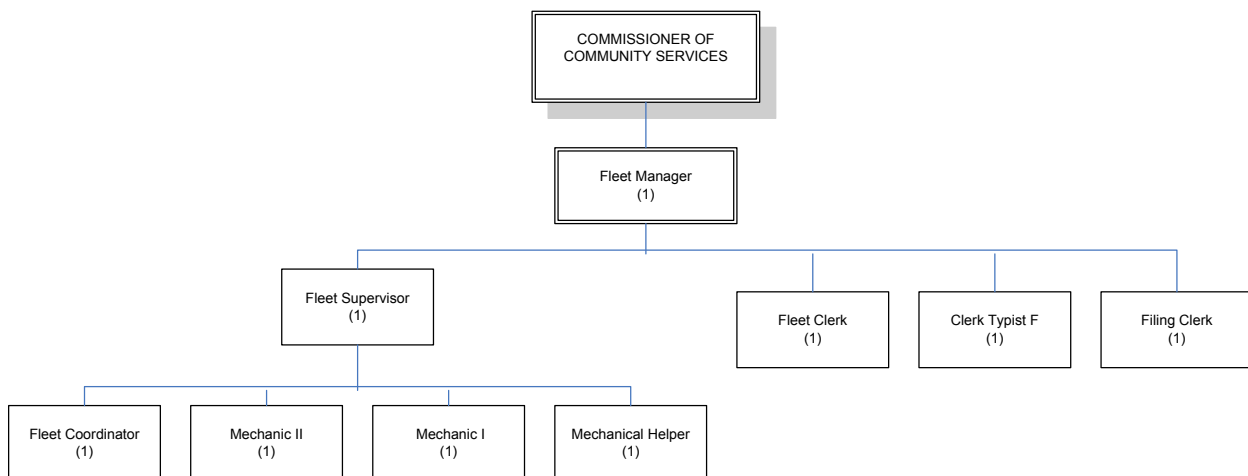 COMMISSIONER OF
COMMUNITY SERVICES
Fleet Manager
(1)
Fleet Supervisor
(1)
Fleet Clerk
(1)
Clerk Typist F
(1)
Filing Clerk
(1)
Fleet Coordinator
(1)
Mechanic II
(1)
Mechanic I
(1)
Mechanical Helper
(1)